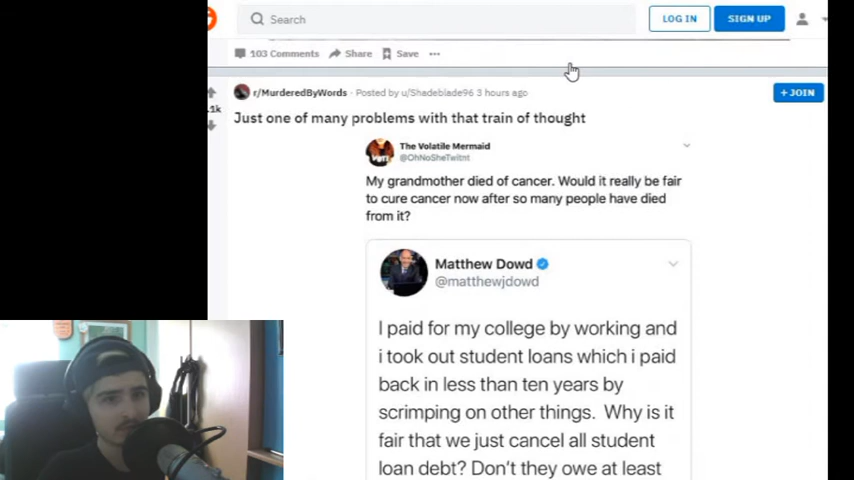 Search
LOG IN
SIGN UP
103 Comments
Share
Save
r/MurderedByWords · Posted by u/Shadeblade96 3 hours ago
+ JOIN
.1k
Just one of many problems with that train of thought
The Volatile Mermaid
@OhNoSheTwitnt
My grandmother died of cancer. Would it really be fair
to cure cancer now after so many people have died
from it?
Matthew Dowd
@matthewjdowd
I paid for my college by working and
i took out student loans which i paid
back in less than ten years by
scrimping on other things. Why is it
fair that we just cancel all student
loan debt? Don't they owe at least